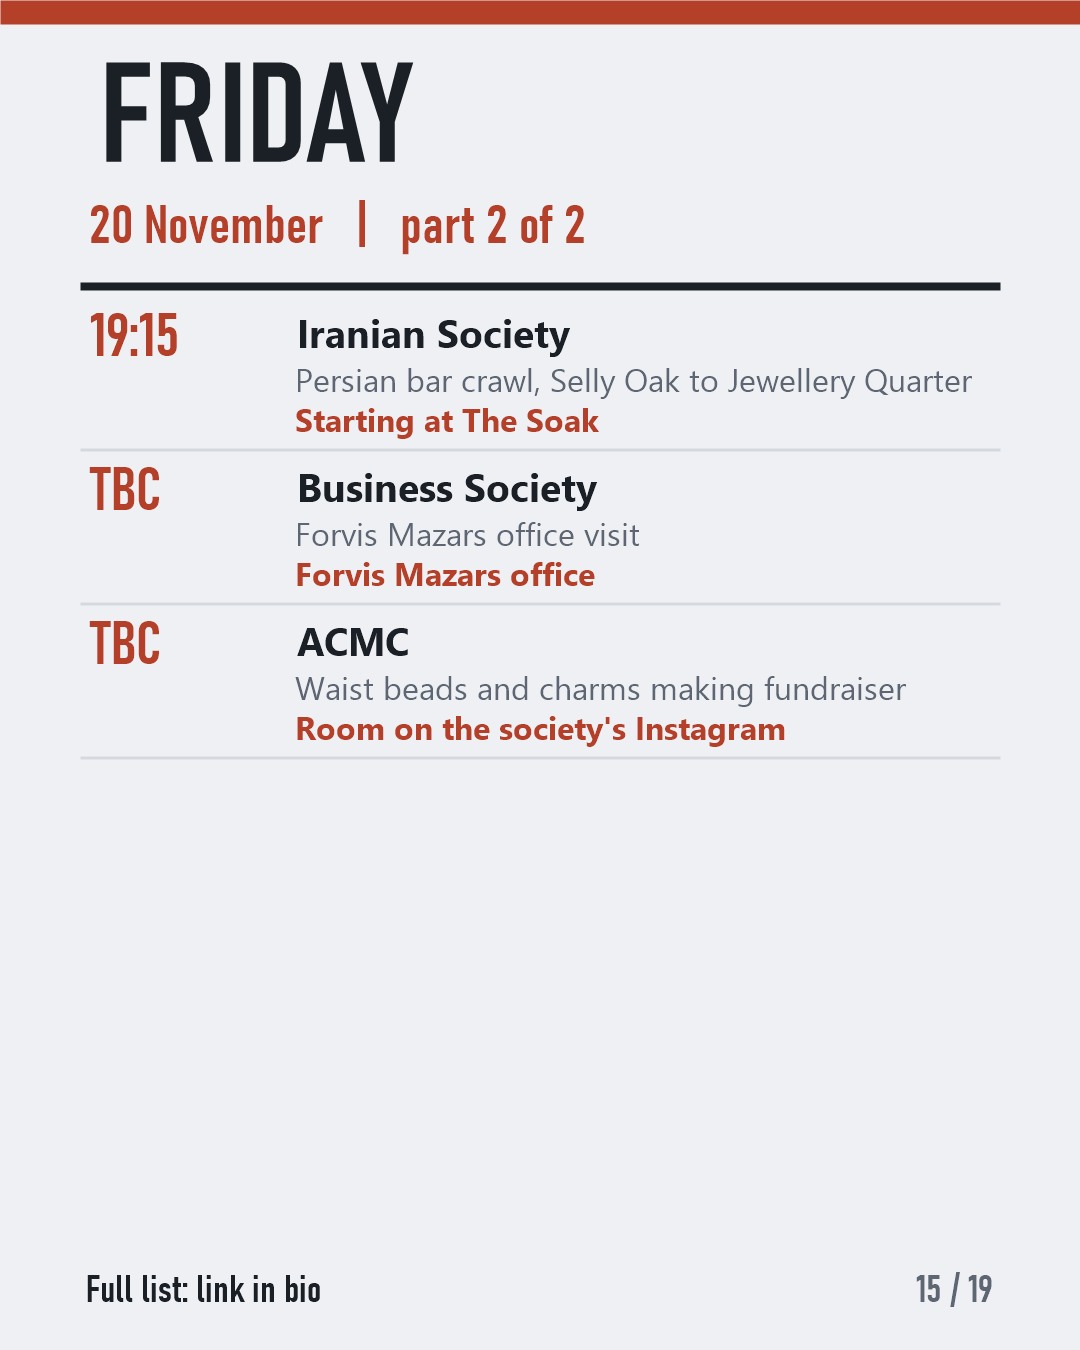 FRIDAY
20 November | part 2 of 2
19:15
Iranian Society
Persian bar crawl, Selly Oak to Jewellery Quarter
Starting at The Soak
TBC
Business Society
Forvis Mazars office visit
Forvis Mazars office
TBC
ACMC
Waist beads and charms making fundraiser
Room on the society's Instagram
Full list: link in bio
15 / 19